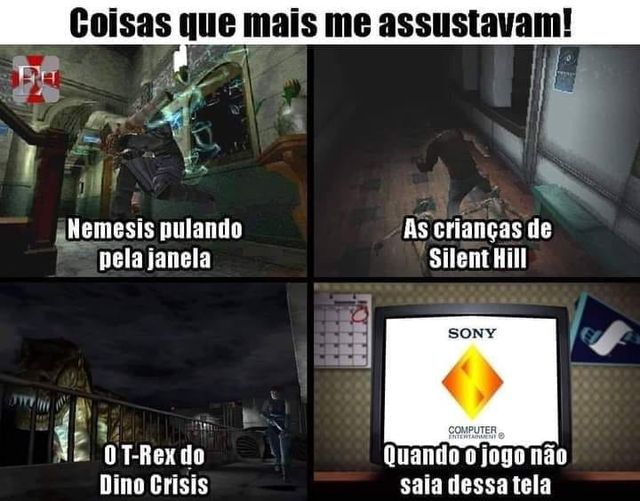 Coisas que mais me assustavam!
Nemesis pulando
pela janela
As crianças de
Silent Hill
O T-Rex do
Dino Crisis
SONY
COMPUTER
ENTERTAINMENT ®
Quando o jogo não
saia dessa tela